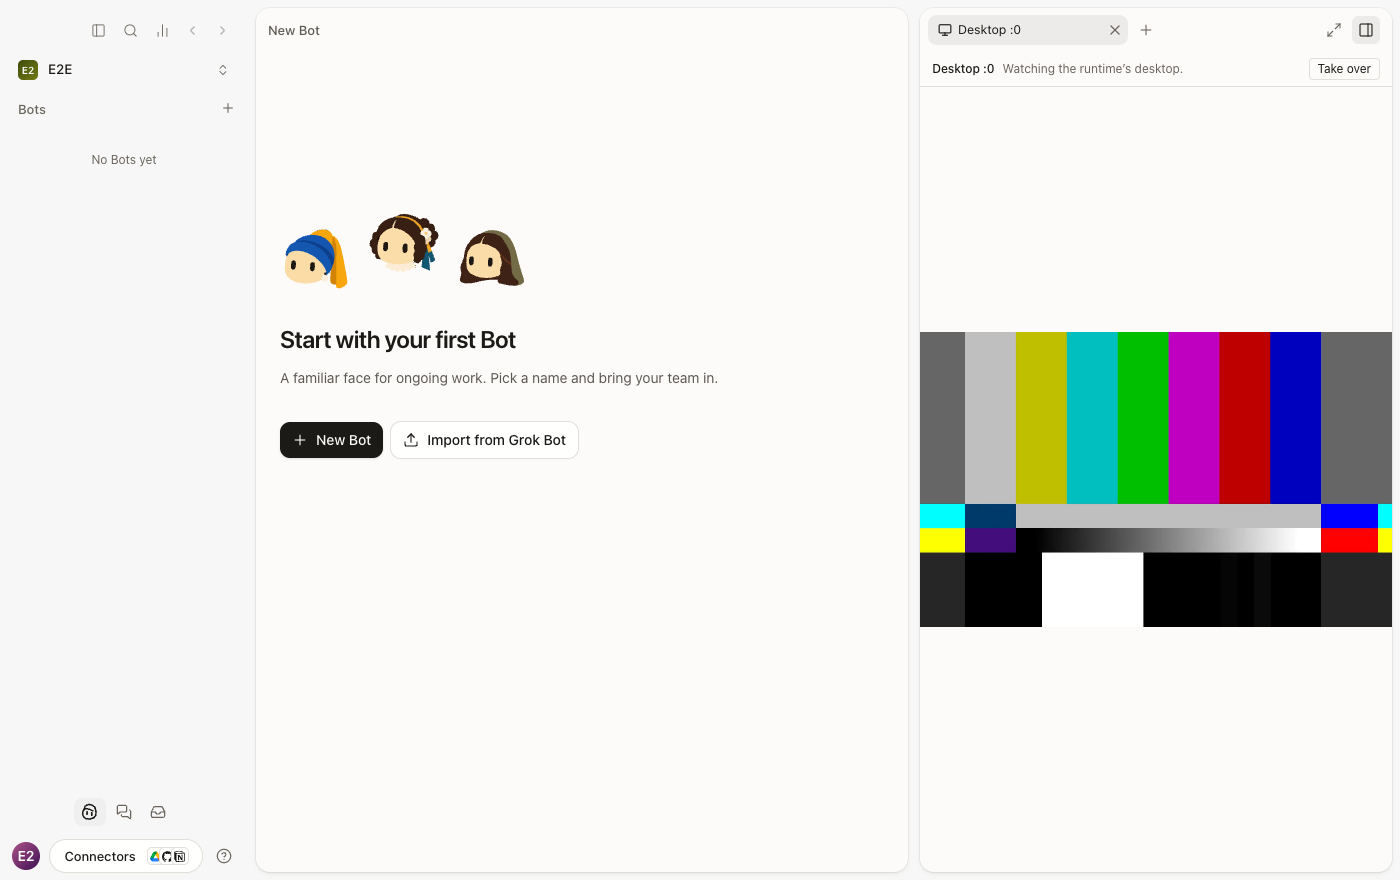 E2 E2E
Bots
No Bots yet
E2 Connectors
New Bot
Start with your first Bot
A familiar face for ongoing work. Pick a name and bring your team in.
New Bot
Import from Grok Bot
Desktop :0
Desktop :0 Watching the runtime's desktop.
Take over